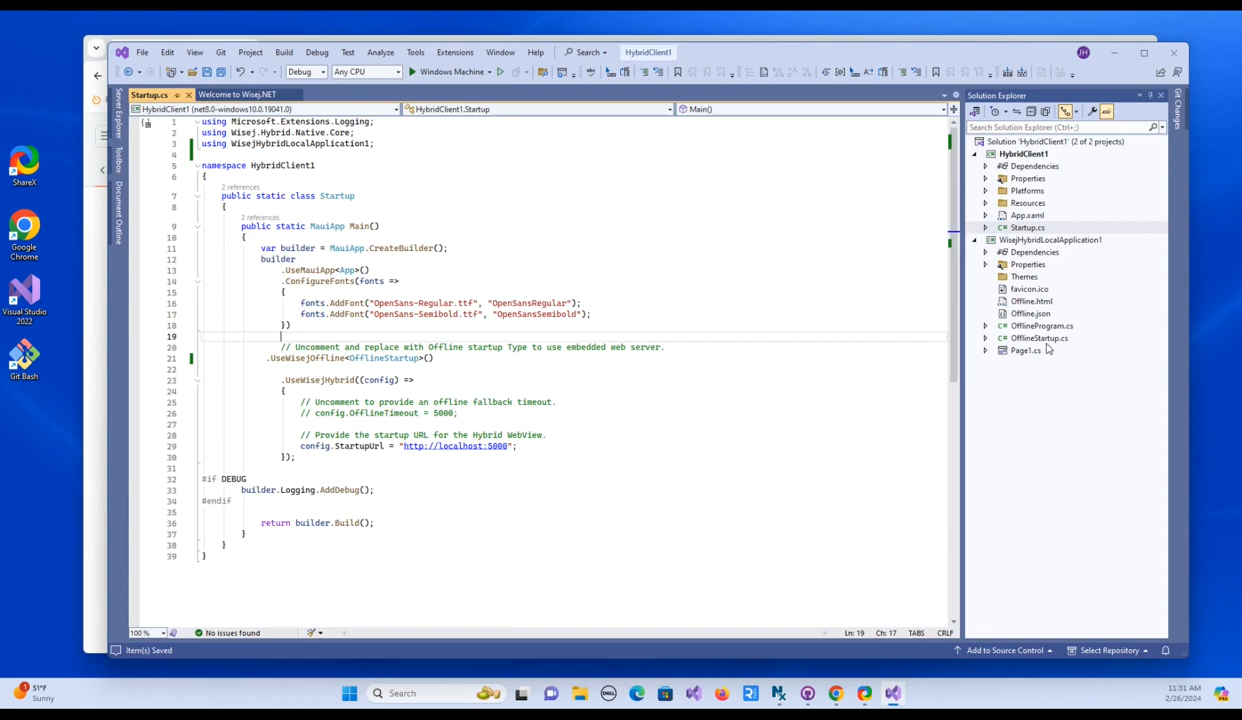 ShareX
Google
Chrome
Visual Studio
2022
Git Bash
File Edit View Git Project Build Debug Test Analyze Tools Extensions Window Help Search HybridClient1 JH
Debug Any CPU Windows Machine
Startup.cs Welcome to Wisej.NET
HybridClient1 (net8.0-windows10.0.19041.0) HybridClient1.Startup Main()
Server Explorer
Toolbox
Document Outline
1 using Microsoft.Extensions.Logging;
2 using Wisej.Hybrid.Native.Core;
3 using WisejHybridLocalApplication1;
4
5 namespace HybridClient1
6 {
2 references
7 public static class Startup
8 {
2 references
9 public static MauiApp Main()
10 {
11 var builder = MauiApp.CreateBuilder();
12 builder
13 .UseMauiApp<App>()
14 .ConfigureFonts(fonts =>
15 {
16 fonts.AddFont("OpenSans-Regular.ttf", "OpenSansRegular");
17 fonts.AddFont("OpenSans-Semibold.ttf", "OpenSansSemibold");
18 })
19
20 // Uncomment and replace with Offline startup Type to use embedded web server.
21 .UseWisejOffline<OfflineStartup>()
23 .UseWisejHybrid((config) =>
24 {
25 // Uncomment to provide an offline fallback timeout.
26 // config.OfflineTimeout = 5000;
28 // Provide the startup URL for the Hybrid WebView.
29 config.StartupUrl = "http://localhost:5000";
30 });
31
32 #if DEBUG
33 builder.Logging.AddDebug();
34 #endif
36 return builder.Build();
37 }
38 }
39 }
100 % No issues found Ln: 19 Ch: 17 TABS CRLF
Item(s) Saved Add to Source Control Select Repository
Solution Explorer
Search Solution Explorer (Ctrl+;)
Solution 'HybridClient1' (2 of 2 projects)
HybridClient1
Dependencies
Properties
Platforms
Resources
App.xaml
C# Startup.cs
WisejHybridLocalApplication1
Dependencies
Properties
Themes
favicon.ico
Offline.html
Offline.json
C# OfflineProgram.cs
C# OfflineStartup.cs
Page1.cs
Git Changes
51°F
Sunny
Search
DELL
11:31 AM
2/26/2024